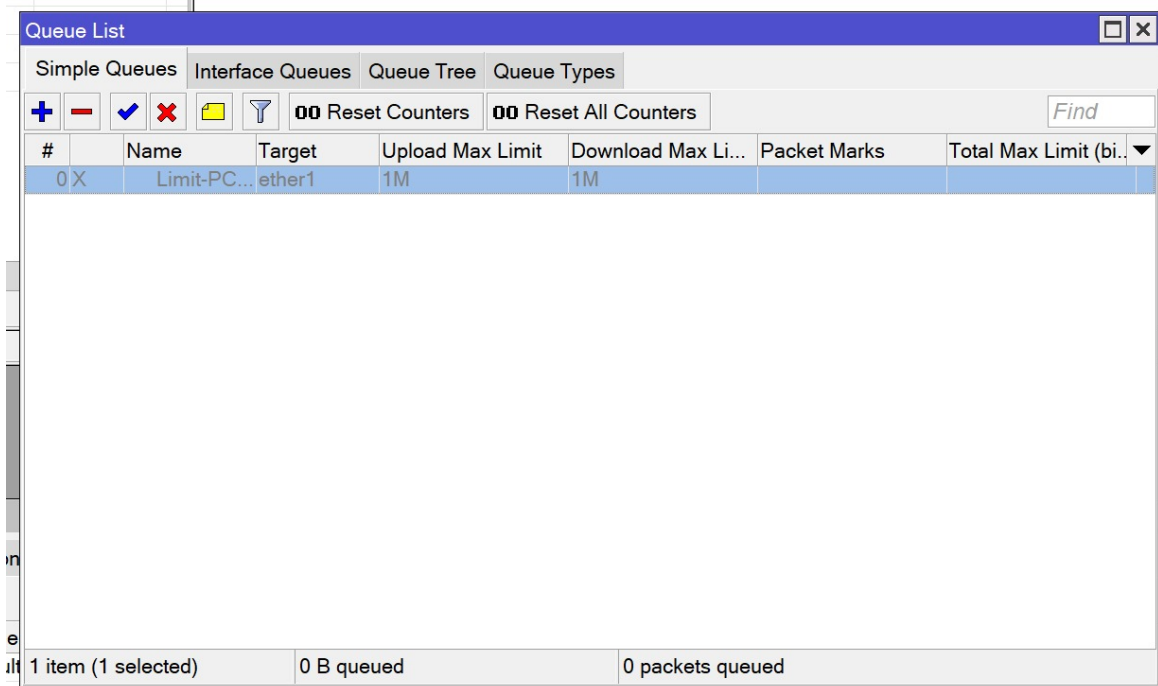 Queue List
Simple Queues Interface Queues Queue Tree Queue Types
00 Reset Counters 00 Reset All Counters Find
# Name Target Upload Max Limit Download Max Li... Packet Marks Total Max Limit (bi..
0 X Limit-PC... ether1 1M 1M
1 item (1 selected) 0 B queued 0 packets queued